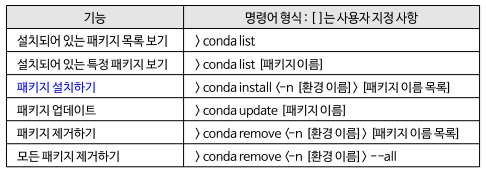 기능 명령어 형식 : [ ]는 사용자 지정 사항
설치되어 있는 패키지 목록 보기 > conda list
설치되어 있는 특정 패키지 보기 > conda list [패키지 이름]
패키지 설치하기 > conda install <-n [환경 이름] > [패키지 이름 목록]
패키지 업데이트 > conda update [패키지 이름]
패키지 제거하기 > conda remove <-n [환경 이름] > [패키지 이름 목록]
모든 패키지 제거하기 > conda remove <-n [환경 이름] > --all